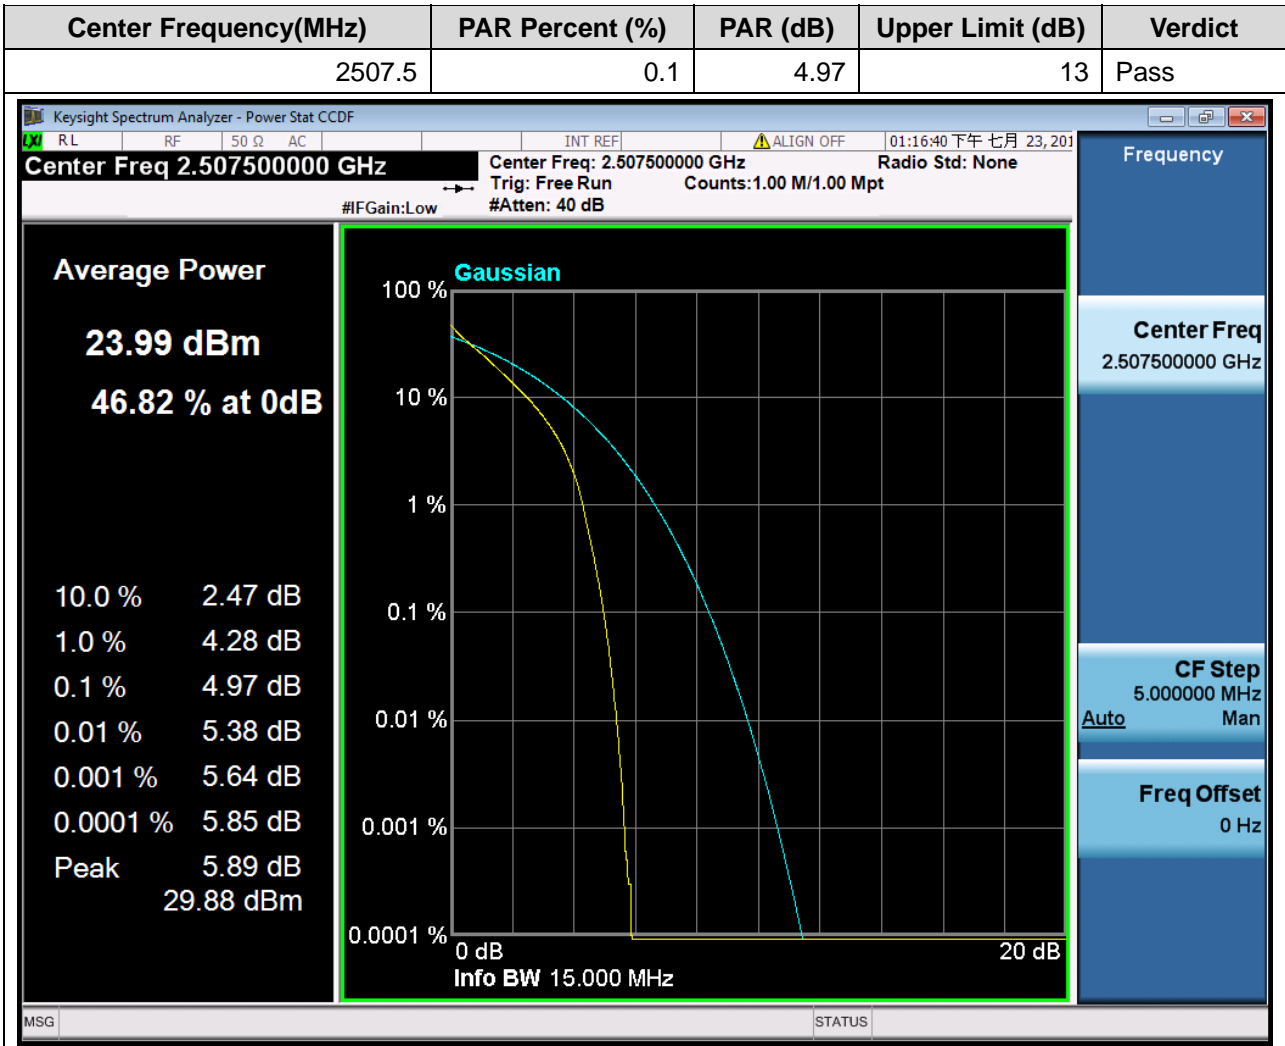 Center Frequency(MHz) PAR Percent (%) PAR (dB) Upper Limit (dB) Verdict
2507.5 0.1 4.97 13 Pass
Keysight Spectrum Analyzer - Power Stat CCDF
LXI RL RF 50 Ω AC INT REF ALIGN OFF 01:16:40 下午 七月 23, 201
Center Freq 2.507500000 GHz
Center Freq: 2.507500000 GHz Radio Std: None
Trig: Free Run Counts:1.00 M/1.00 Mpt
#IFGain:Low #Atten: 40 dB
Average Power
23.99 dBm
46.82 % at 0dB
10.0 % 2.47 dB
1.0 % 4.28 dB
0.1 % 4.97 dB
0.01 % 5.38 dB
0.001 % 5.64 dB
0.0001 % 5.85 dB
Peak 5.89 dB
29.88 dBm
Gaussian
100 %
10 %
1 %
0.1 %
0.01 %
0.001 %
0.0001 %
0 dB 20 dB
Info BW 15.000 MHz
Frequency
Center Freq
2.507500000 GHz
CF Step
5.000000 MHz
Auto Man
Freq Offset
0 Hz
MSG STATUS